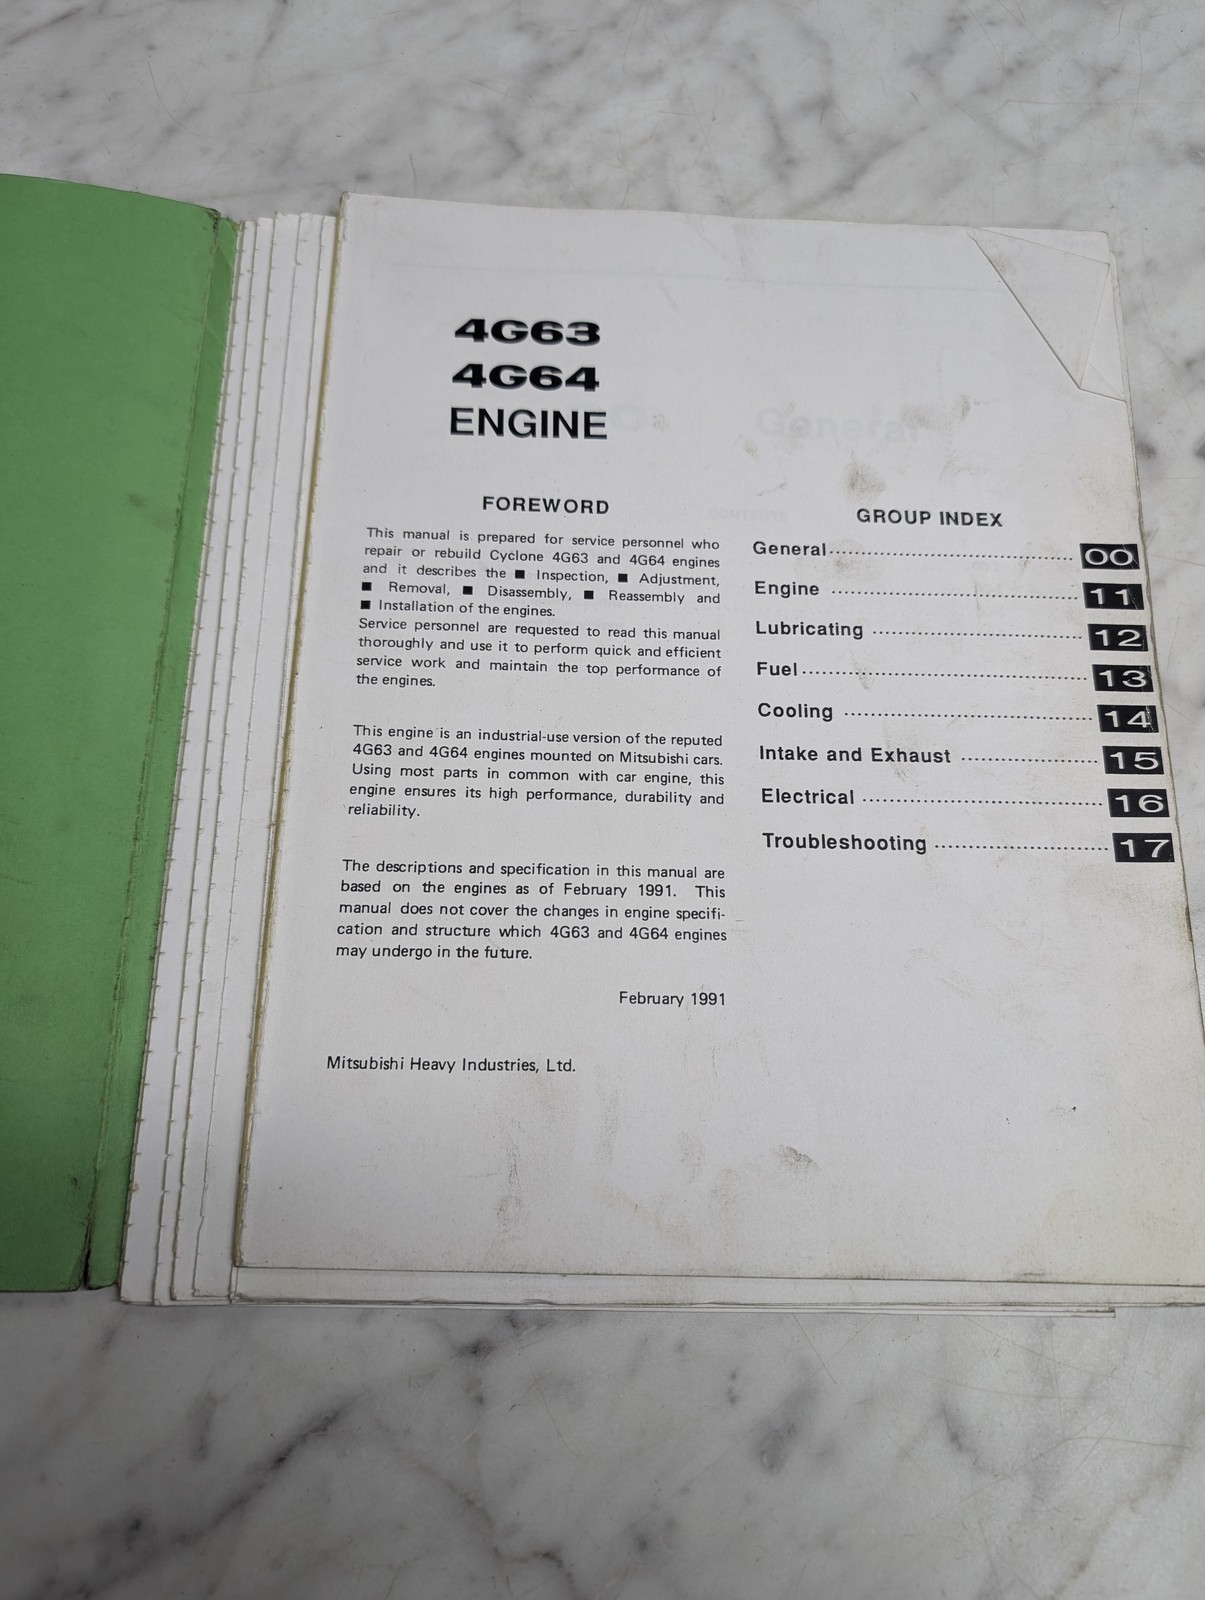 4G63
4G64
ENGINE
FOREWORD
This manual is prepared for service personnel who
repair or rebuild Cyclone 4G63 and 4G64 engines
and it describes the ■ Inspection, ■ Adjustment,
■ Removal, ■ Disassembly, ■ Reassembly and
■ Installation of the engines.
Service personnel are requested to read this manual
thoroughly and use it to perform quick and efficient
service work and maintain the top performance of
the engines.
This engine is an industrial-use version of the reputed
4G63 and 4G64 engines mounted on Mitsubishi cars.
Using most parts in common with car engine, this
engine ensures its high performance, durability and
reliability.
The descriptions and specification in this manual are
based on the engines as of February 1991. This
manual does not cover the changes in engine specifi-
cation and structure which 4G63 and 4G64 engines
may undergo in the future.
February 1991
Mitsubishi Heavy Industries, Ltd.
GROUP INDEX
General 00
Engine 11
Lubricating 12
Fuel 13
Cooling 14
Intake and Exhaust 15
Electrical 16
Troubleshooting 17
General
CONTENTS